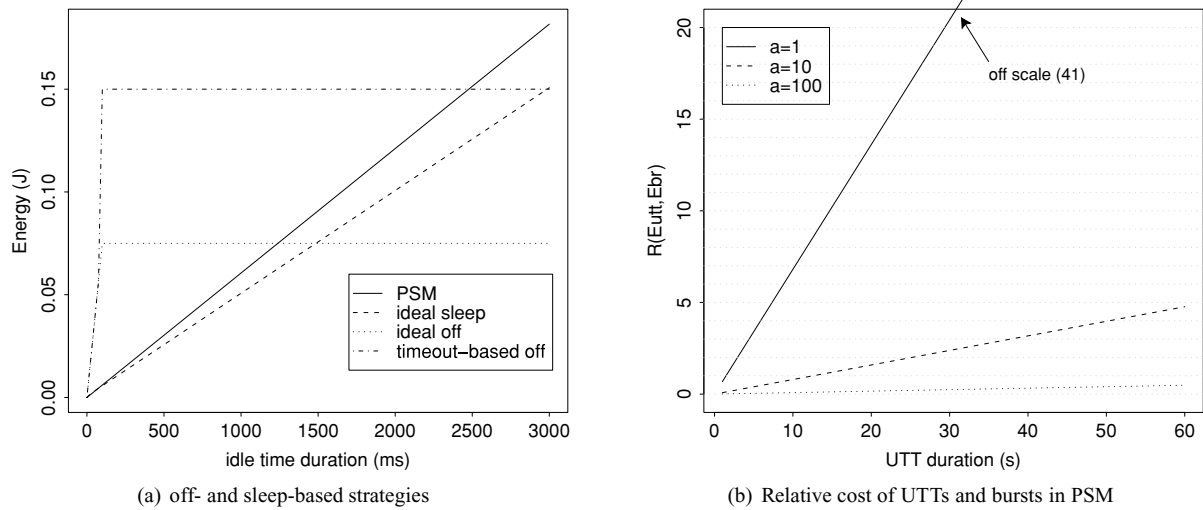 Energy (J)
0.15
0.10
0.05
0.00
PSM
ideal sleep
ideal off
timeout−based off
0 500 1000 1500 2000 2500 3000
idle time duration (ms)
(a) off- and sleep-based strategies
R(Eutt,Ebr)
20
15
10
5
0
a=1
a=10
a=100
off scale (41)
0 10 20 30 40 50 60
UTT duration (s)
(b) Relative cost of UTTs and bursts in PSM